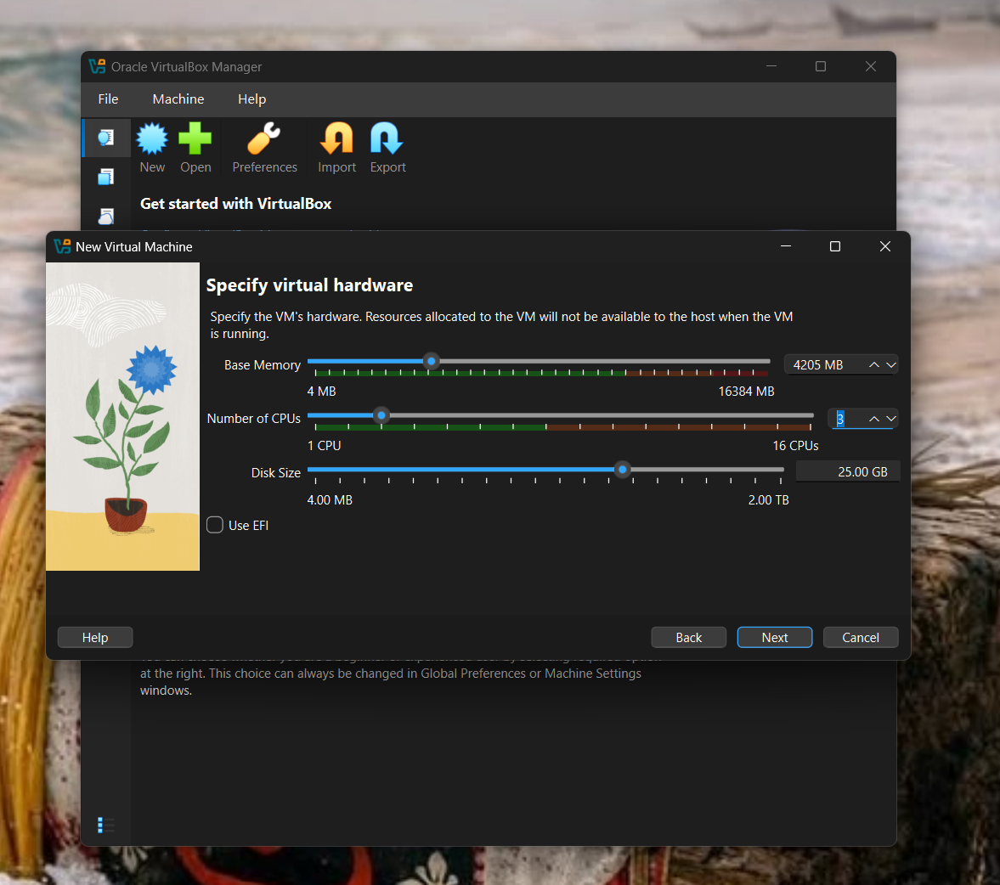 Oracle VirtualBox Manager
File Machine Help
New Open Preferences Import Export
Get started with VirtualBox
New Virtual Machine
Specify virtual hardware
Specify the VM's hardware. Resources allocated to the VM will not be available to the host when the VM
is running.
Base Memory 4205 MB
4 MB 16384 MB
Number of CPUs 3
1 CPU 16 CPUs
Disk Size 25.00 GB
4.00 MB 2.00 TB
Use EFI
Help Back Next Cancel
at the right. This choice can always be changed in Global Preferences or Machine Settings
windows.